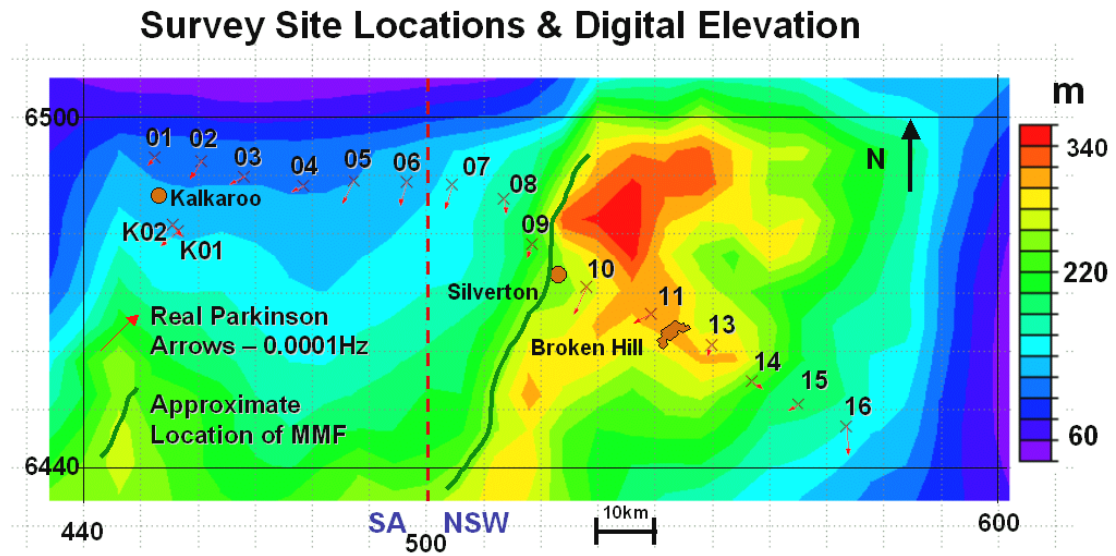 Survey Site Locations & Digital Elevation
m
6500
01
02
03
04
05
06
07
08
N
340
Kalkaroo
K02
K01
09
Silverton
10
220
11
Real Parkinson
Arrows – 0.0001Hz
Broken Hill
13
14
15
16
Approximate
Location of MMF
60
6440
10km
SA
NSW
440
500
600